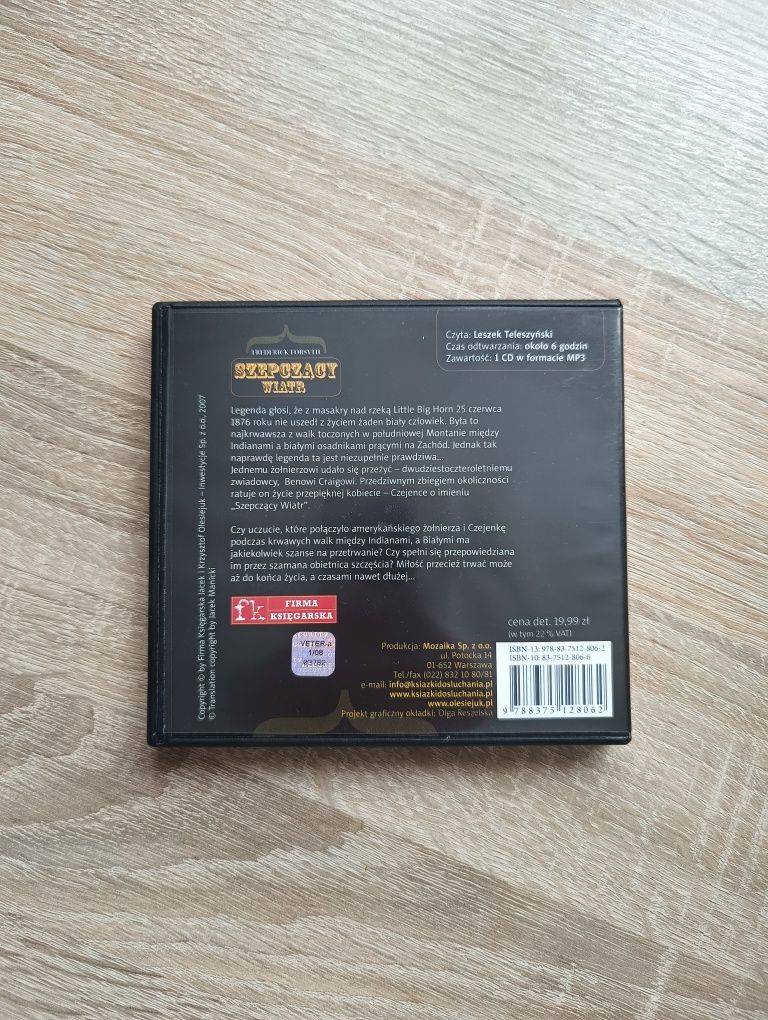 FREDERICK FORSYTH
SZEPCZĄCY
WIATR
Czyta: Leszek Teleszyński
Czas odtwarzania: około 6 godzin
Zawartość: 1 CD w formacie MP3
Legenda głosi, że z masakry nad rzeką Little Big Horn 25 czerwca
1876 roku nie uszedł z życiem żaden biały człowiek. Była to
najkrwawsza z walk toczonych w południowej Montanie między
Indianami a białymi osadnikami prącymi na Zachód. Jednak tak
naprawdę legenda ta jest niezupełnie prawdziwa...
Jednemu żołnierzowi udało się przeżyć – dwudziestoczteroletniemu
zwiadowcy, Benowi Craigowi. Przedziwnym zbiegiem okoliczności
ratuje on życie przepięknej kobiecie – Czejence o imieniu
„Szepczący Wiatr".
Czy uczucie, które połączyło amerykańskiego żołnierza i Czejenkę
podczas krwawych walk między Indianami, a Białymi ma
jakiekolwiek szanse na przetrwanie? Czy spełni się przepowiedziana
im przez szamana obietnica szczęścia? Miłość przecież trwać może
aż do końca życia, a czasami nawet dłużej...
fk FIRMA
KSIĘGARSKA
VETER-a
1/08
cena det. 19,99 zł
(w tym 22 % VAT)
Produkcja: Mozaika Sp. z o.o.
ul. Potocka 14
01-652 Warszawa
Tel./fax (022) 832 10 80/81
e-mail: info@ksiazkidosluchania.pl
www.ksiazkidosluchania.pl
www.olesiejuk.pl
Projekt graficzny okładki: Olga Reszelska
ISBN-13: 978-83-7512-806-2
ISBN-10: 83-7512-806-6
9 788375 128062
Copyright © by Firma Księgarska Jacek i Krzysztof Olesiejuk – Inwestycje Sp. z o.o., 2007
© Translation copyright by Jacek Manicki